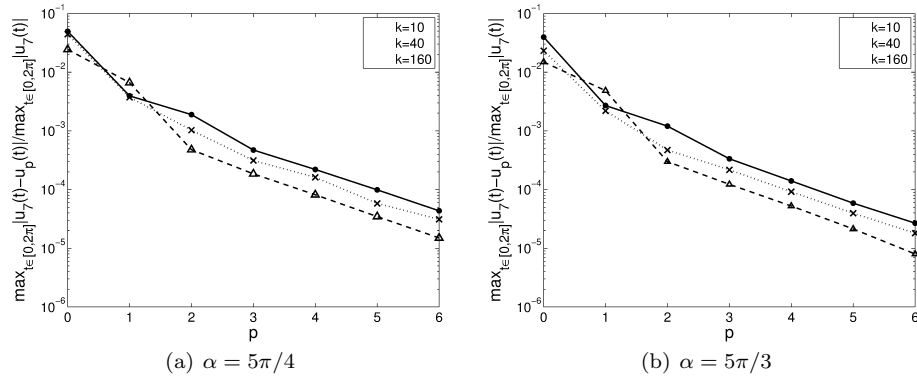 max_{t∈[0,2π]}|u_7(t)−u_p(t)|/max_{t∈[0,2π]}|u_7(t)|
10^{−1}
10^{−2}
10^{−3}
10^{−4}
10^{−5}
10^{−6}
k=10
k=40
k=160
0 1 2 3 4 5 6
p
(a) α = 5π/4
max_{t∈[0,2π]}|u_7(t)−u_p(t)|/max_{t∈[0,2π]}|u_7(t)|
10^{−1}
10^{−2}
10^{−3}
10^{−4}
10^{−5}
10^{−6}
k=10
k=40
k=160
0 1 2 3 4 5 6
p
(b) α = 5π/3